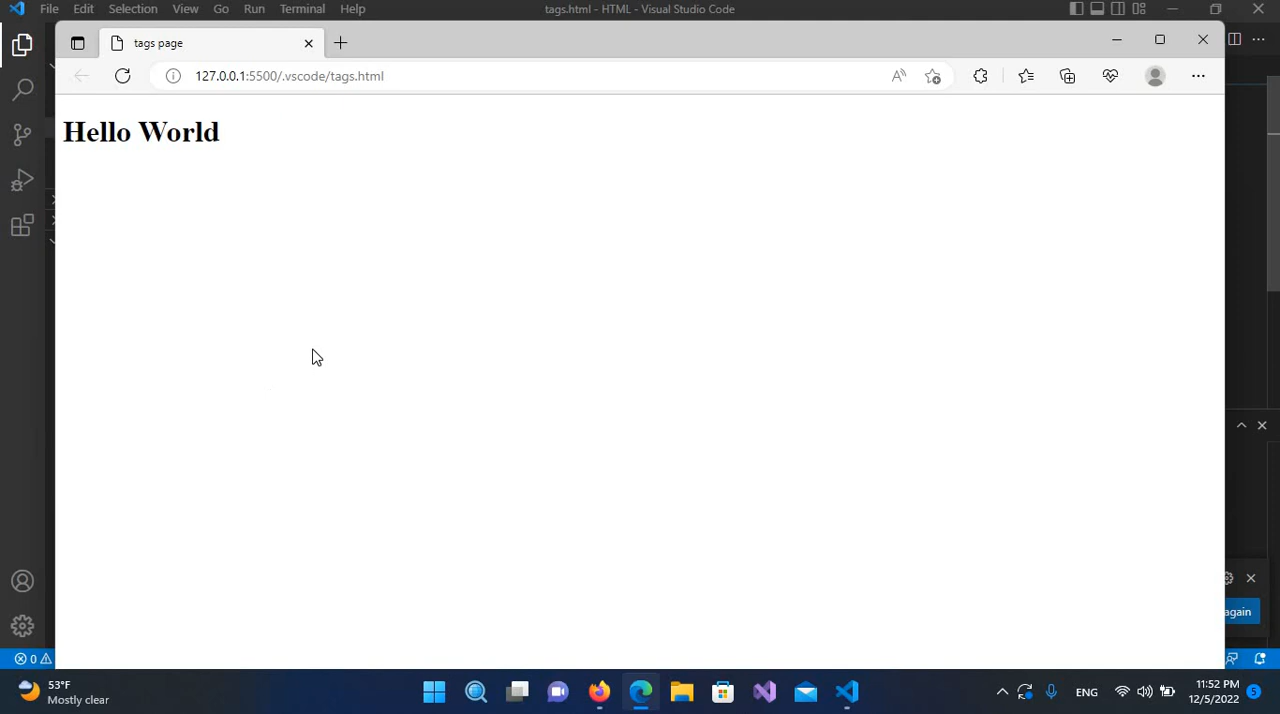 File Edit Selection View Go Run Terminal Help tags.html - HTML - Visual Studio Code
tags page
127.0.0.1:5500/.vscode/tags.html
Hello World
again
0
53°F
Mostly clear
ENG
11:52 PM
12/5/2022
5